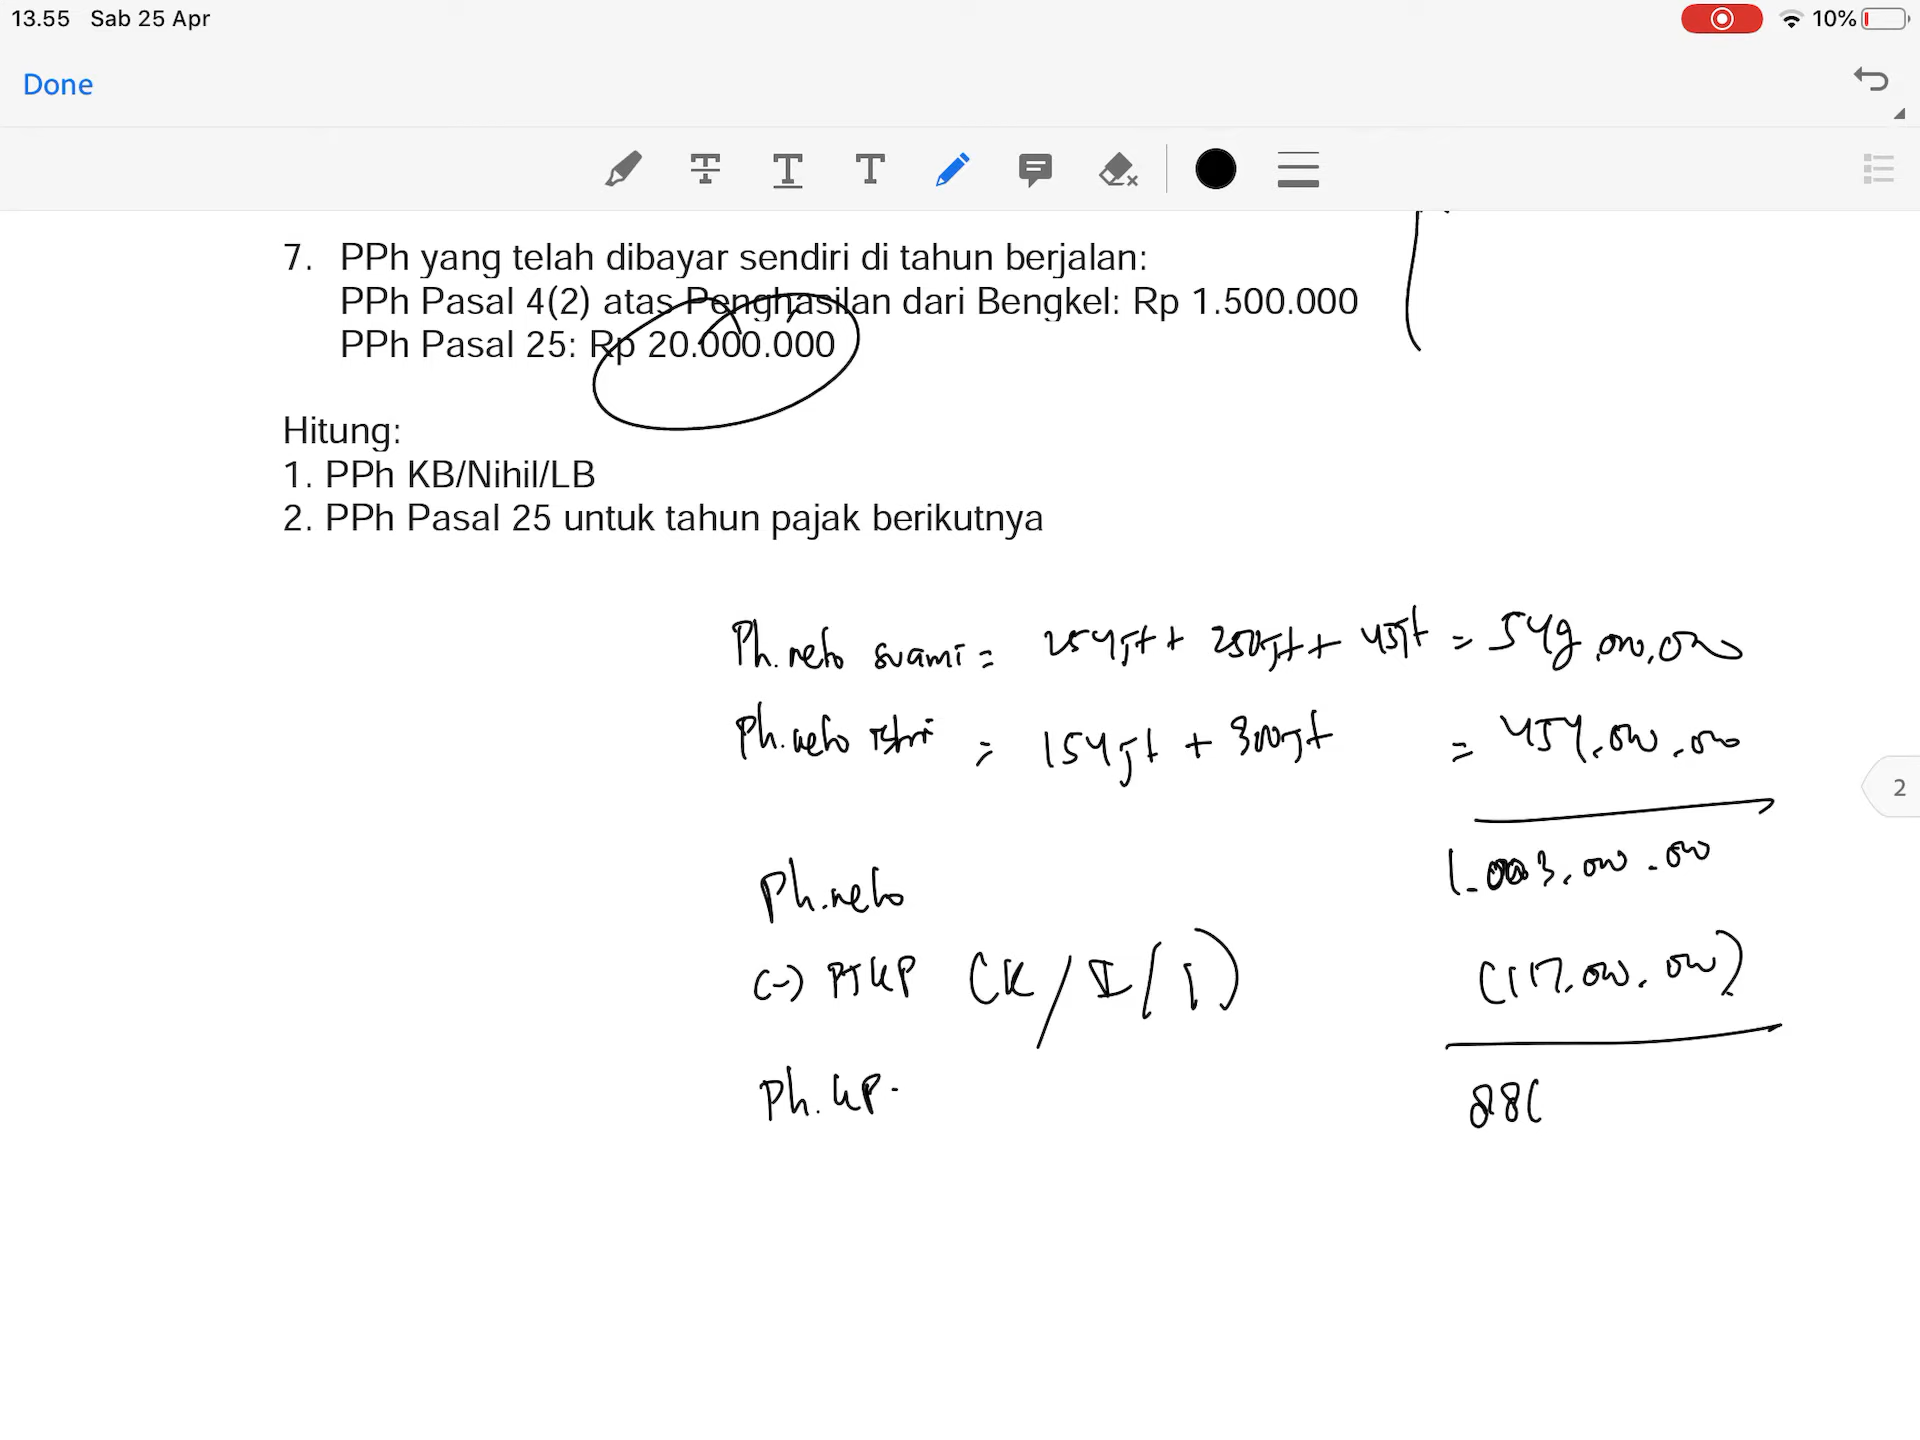 13.55 Sab 25 Apr
10%
Done
7. PPh yang telah dibayar sendiri di tahun berjalan:
PPh Pasal 4(2) atas Penghasilan dari Bengkel: Rp 1.500.000
PPh Pasal 25: Rp 20.000.000
Hitung:
1. PPh KB/Nihil/LB
2. PPh Pasal 25 untuk tahun pajak berikutnya
Ph.neto suami = 254jt + 250jt + 45jt = 549.000.000
Ph.neto istri = 154jt + 300jt = 454.000.000
2
Ph.neto 1.003.000.000
(-) PTKP (K/I/1) (117.000.000)
Ph.KP. 886